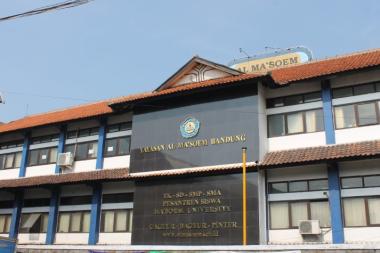 AL MA'SOEM
YAYASAN AL MA'SOEM BANDUNG
TK - SD - SMP - SMA
PESANTREN SISWA
MA'SOEM UNIVERSITY
CAGEUR - BAGEUR - PINTER